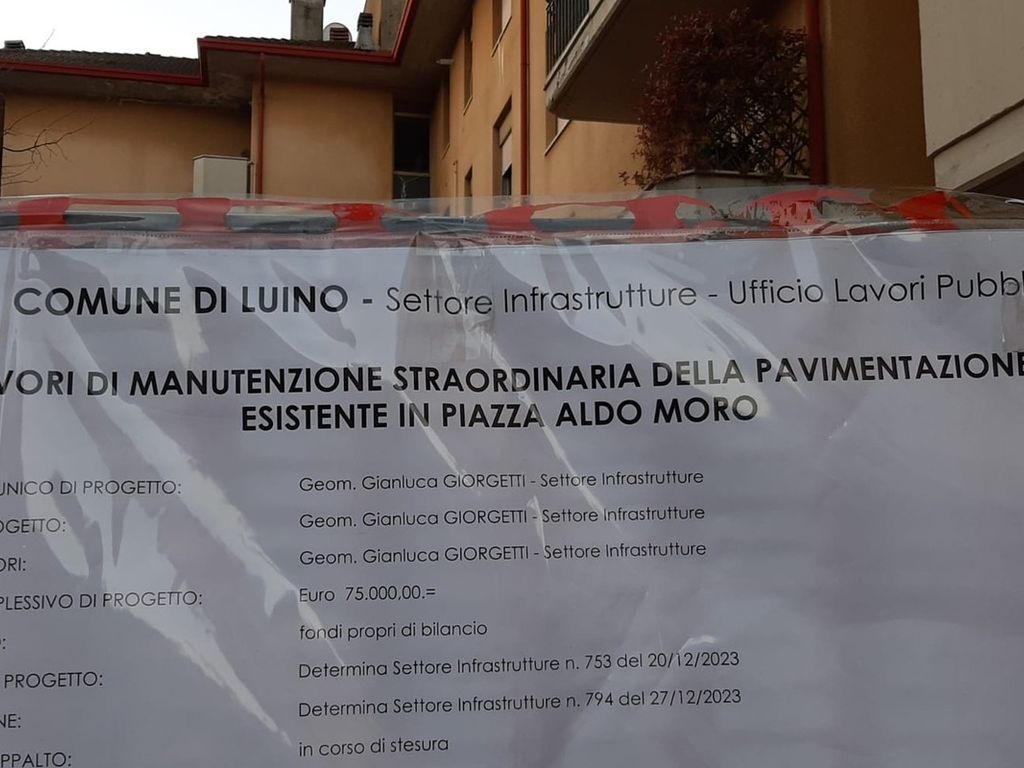 COMUNE DI LUINO - Settore Infrastrutture - Ufficio Lavori Pubbl
VORI DI MANUTENZIONE STRAORDINARIA DELLA PAVIMENTAZIONE
ESISTENTE IN PIAZZA ALDO MORO
UNICO DI PROGETTO: Geom. Gianluca GIORGETTI - Settore Infrastrutture
OGETTO: Geom. Gianluca GIORGETTI - Settore Infrastrutture
ORI: Geom. Gianluca GIORGETTI - Settore Infrastrutture
PLESSIVO DI PROGETTO: Euro 75.000,00.=
: fondi propri di bilancio
PROGETTO: Determina Settore Infrastrutture n. 753 del 20/12/2023
NE: Determina Settore Infrastrutture n. 794 del 27/12/2023
PPALTO: in corso di stesura